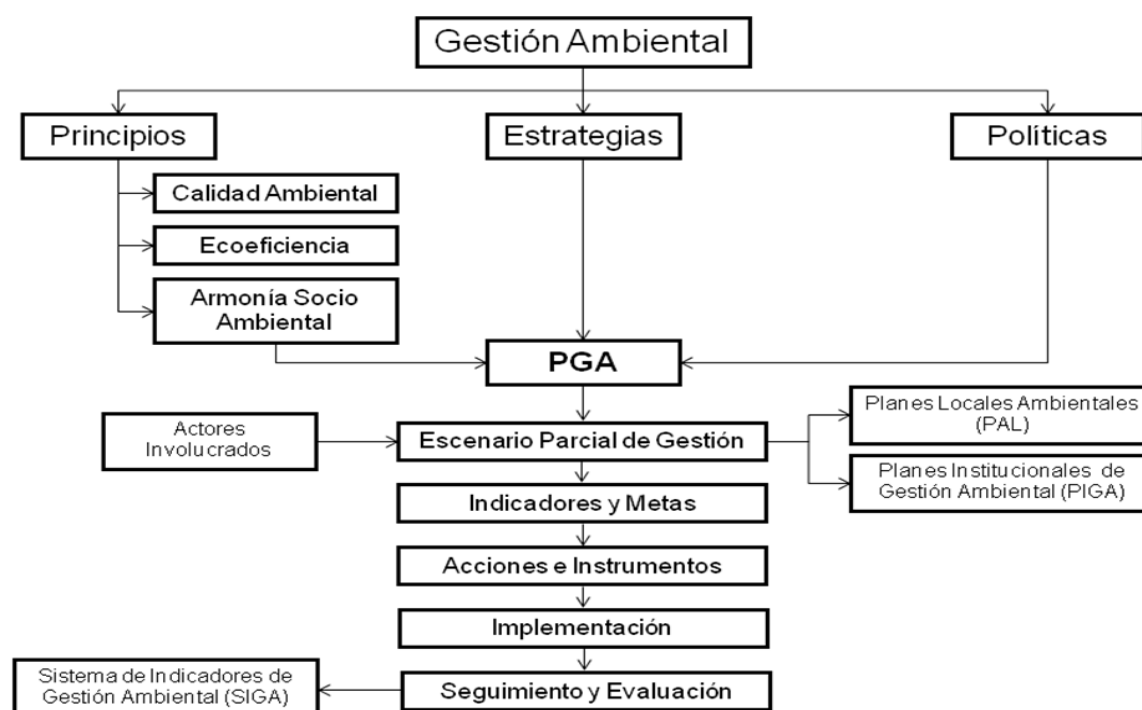 Gestión Ambiental
Principios
Estrategias
Políticas
Calidad Ambiental
Ecoeficiencia
Armonía Socio
Ambiental
PGA
Actores
Involucrados
Escenario Parcial de Gestión
Planes Locales Ambientales
(PAL)
Planes Institucionales de
Gestión Ambiental (PIGA)
Indicadores y Metas
Acciones e Instrumentos
Implementación
Sistema de Indicadores de
Gestión Ambiental (SIGA)
Seguimiento y Evaluación